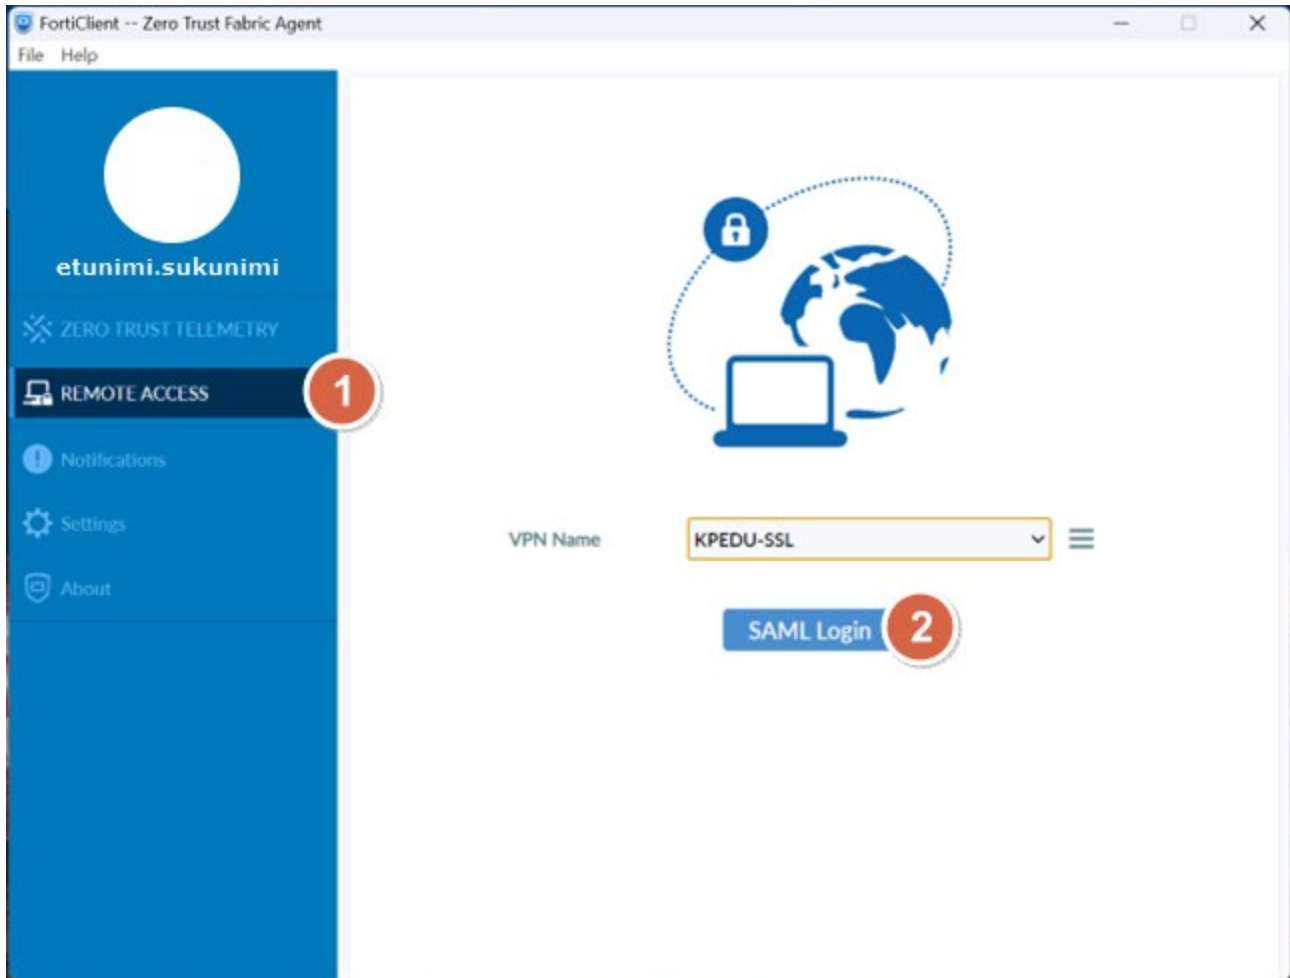 FortiClient -- Zero Trust Fabric Agent
File Help
etunimi.sukunimi
ZERO TRUST TELEMETRY
REMOTE ACCESS
1
Notifications
Settings
About
VPN Name
KPEDU-SSL
SAML Login
2